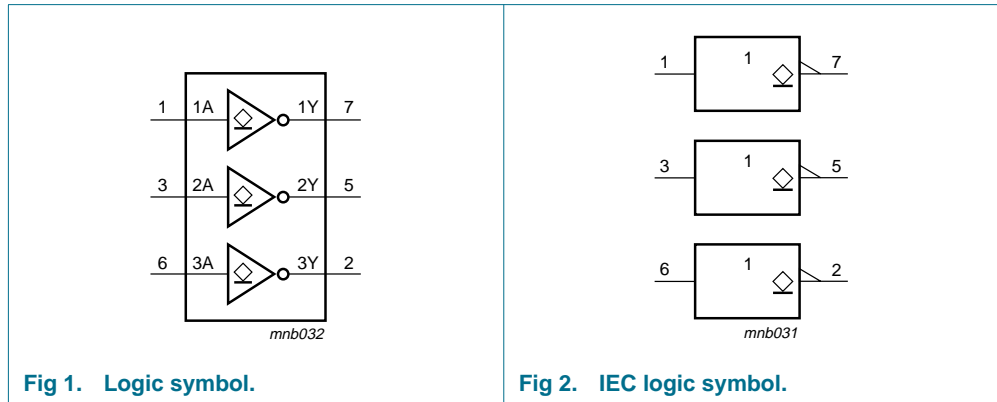 1 1A 1Y 7
3 2A 2Y 5
6 3A 3Y 2
mnb032
Fig 1. Logic symbol.
1 1 7
3 1 5
6 1 2
mnb031
Fig 2. IEC logic symbol.